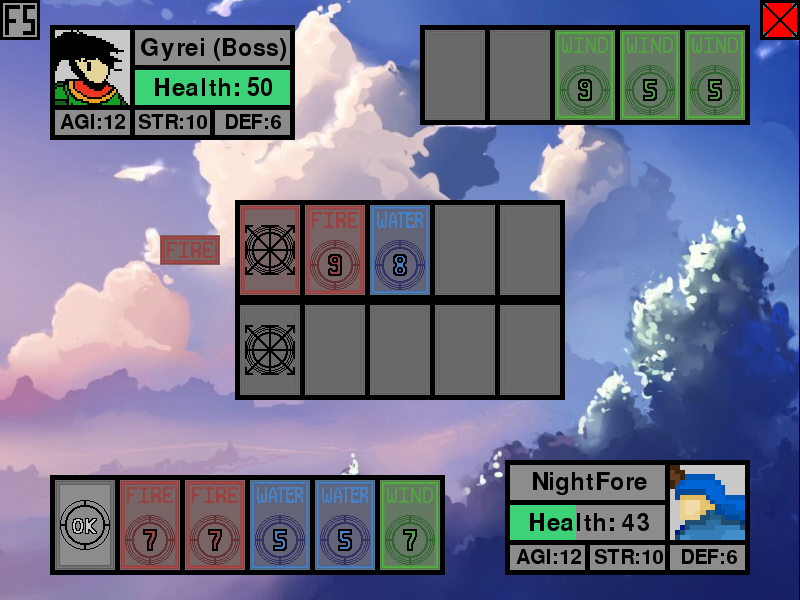 FS
Gyrei (Boss)
Health: 50
AGI:12 STR:10 DEF:6
WIND WIND WIND
9 5 5
FIRE
FIRE WATER
9 8
OK
FIRE FIRE WATER WATER WIND
7 7 5 5 7
NightFore
Health: 43
AGI:12 STR:10 DEF:6